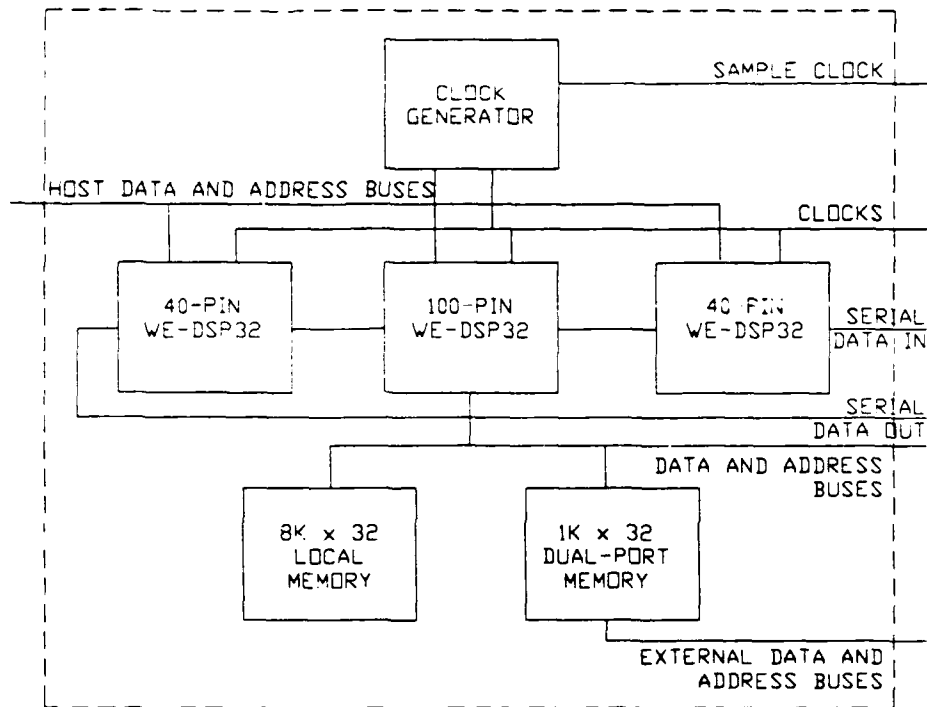 SAMPLE CLOCK
CLOCK
GENERATOR
HOST DATA AND ADDRESS BUSES
CLOCKS
40-PIN
WE-DSP32
100-PIN
WE-DSP32
40-PIN
WE-DSP32
SERIAL
DATA IN
SERIAL
DATA OUT
DATA AND ADDRESS
BUSES
8K x 32
LOCAL
MEMORY
1K x 32
DUAL-PORT
MEMORY
EXTERNAL DATA AND
ADDRESS BUSES